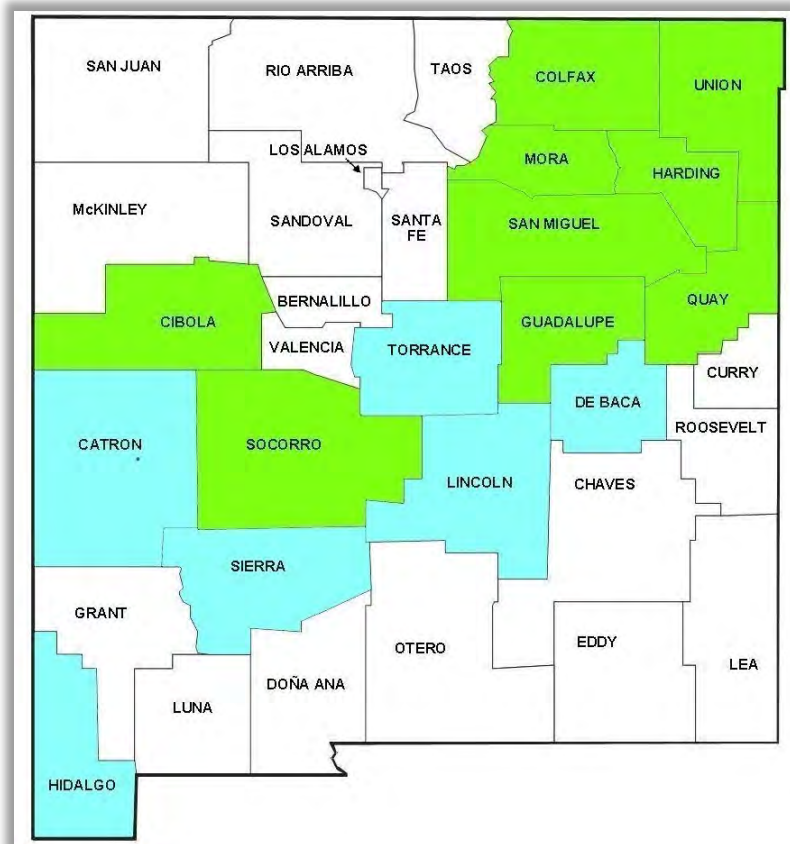 SAN JUAN
RIO ARRIBA
TAOS
COLFAX
UNION
LOS ALAMOS
MORA
HARDING
McKINLEY
SANDOVAL
SANTA
FE
SAN MIGUEL
BERNALILLO
QUAY
CIBOLA
GUADALUPE
VALENCIA
TORRANCE
CURRY
DE BACA
ROOSEVELT
CATRON
SOCORRO
LINCOLN
CHAVES
SIERRA
GRANT
OTERO
EDDY
LEA
DOÑA ANA
LUNA
HIDALGO